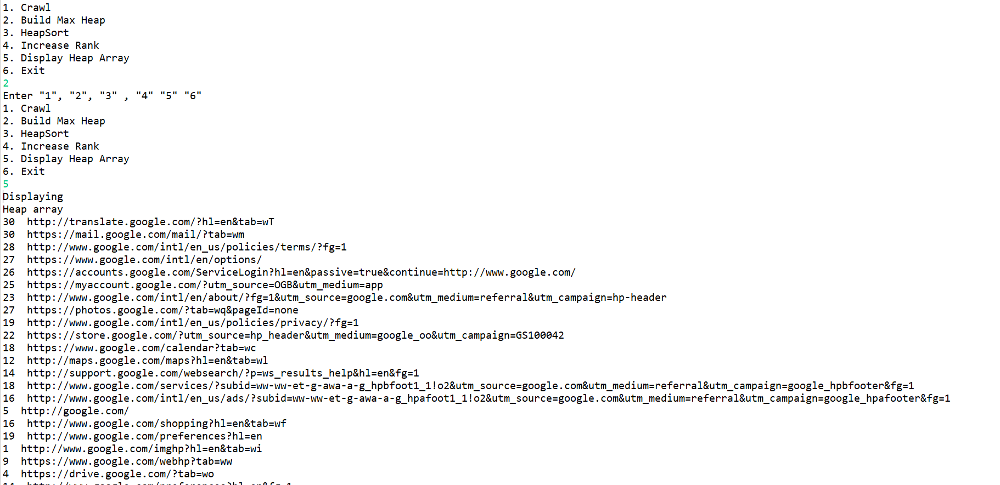 1. Crawl
2. Build Max Heap
3. HeapSort
4. Increase Rank
5. Display Heap Array
6. Exit
2
Enter "1", "2", "3" , "4" "5" "6"
1. Crawl
2. Build Max Heap
3. HeapSort
4. Increase Rank
5. Display Heap Array
6. Exit
5
Displaying
Heap array
30  http://translate.google.com/?hl=en&tab=wT
30  https://mail.google.com/mail/?tab=wm
28  http://www.google.com/intl/en_us/policies/terms/?fg=1
27  https://www.google.com/intl/en/options/
26  https://accounts.google.com/ServiceLogin?hl=en&passive=true&continue=http://www.google.com/
25  https://myaccount.google.com/?utm_source=OGB&utm_medium=app
23  http://www.google.com/intl/en/about/?fg=1&utm_source=google.com&utm_medium=referral&utm_campaign=hp-header
27  https://photos.google.com/?tab=wq&pageId=none
19  http://www.google.com/intl/en_us/policies/privacy/?fg=1
22  https://store.google.com/?utm_source=hp_header&utm_medium=google_oo&utm_campaign=GS100042
18  https://www.google.com/calendar?tab=wc
12  http://maps.google.com/maps?hl=en&tab=wl
14  http://support.google.com/websearch/?p=ws_results_help&hl=en&fg=1
18  http://www.google.com/services/?subid=ww-ww-et-g-awa-a-g_hpbfoot1_1!o2&utm_source=google.com&utm_medium=referral&utm_campaign=google_hpbfooter&fg=1
16  http://www.google.com/intl/en_us/ads/?subid=ww-ww-et-g-awa-a-g_hpafoot1_1!o2&utm_source=google.com&utm_medium=referral&utm_campaign=google_hpafooter&fg=1
5  http://google.com/
16  http://www.google.com/shopping?hl=en&tab=wf
19  http://www.google.com/preferences?hl=en
1  http://www.google.com/imghp?hl=en&tab=wi
9  https://www.google.com/webhp?tab=ww
4  https://drive.google.com/?tab=wo